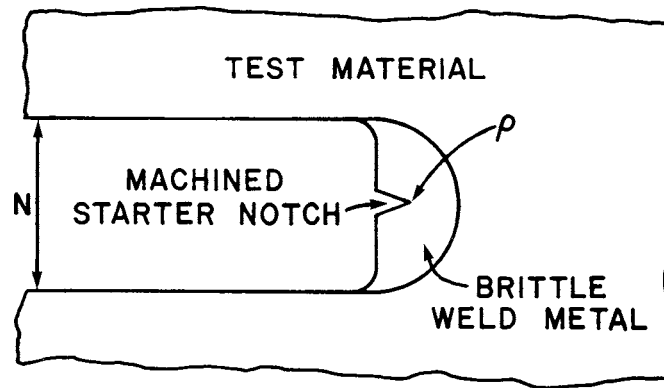 TEST MATERIAL
ρ
MACHINED
STARTER NOTCH
N
BRITTLE
WELD METAL